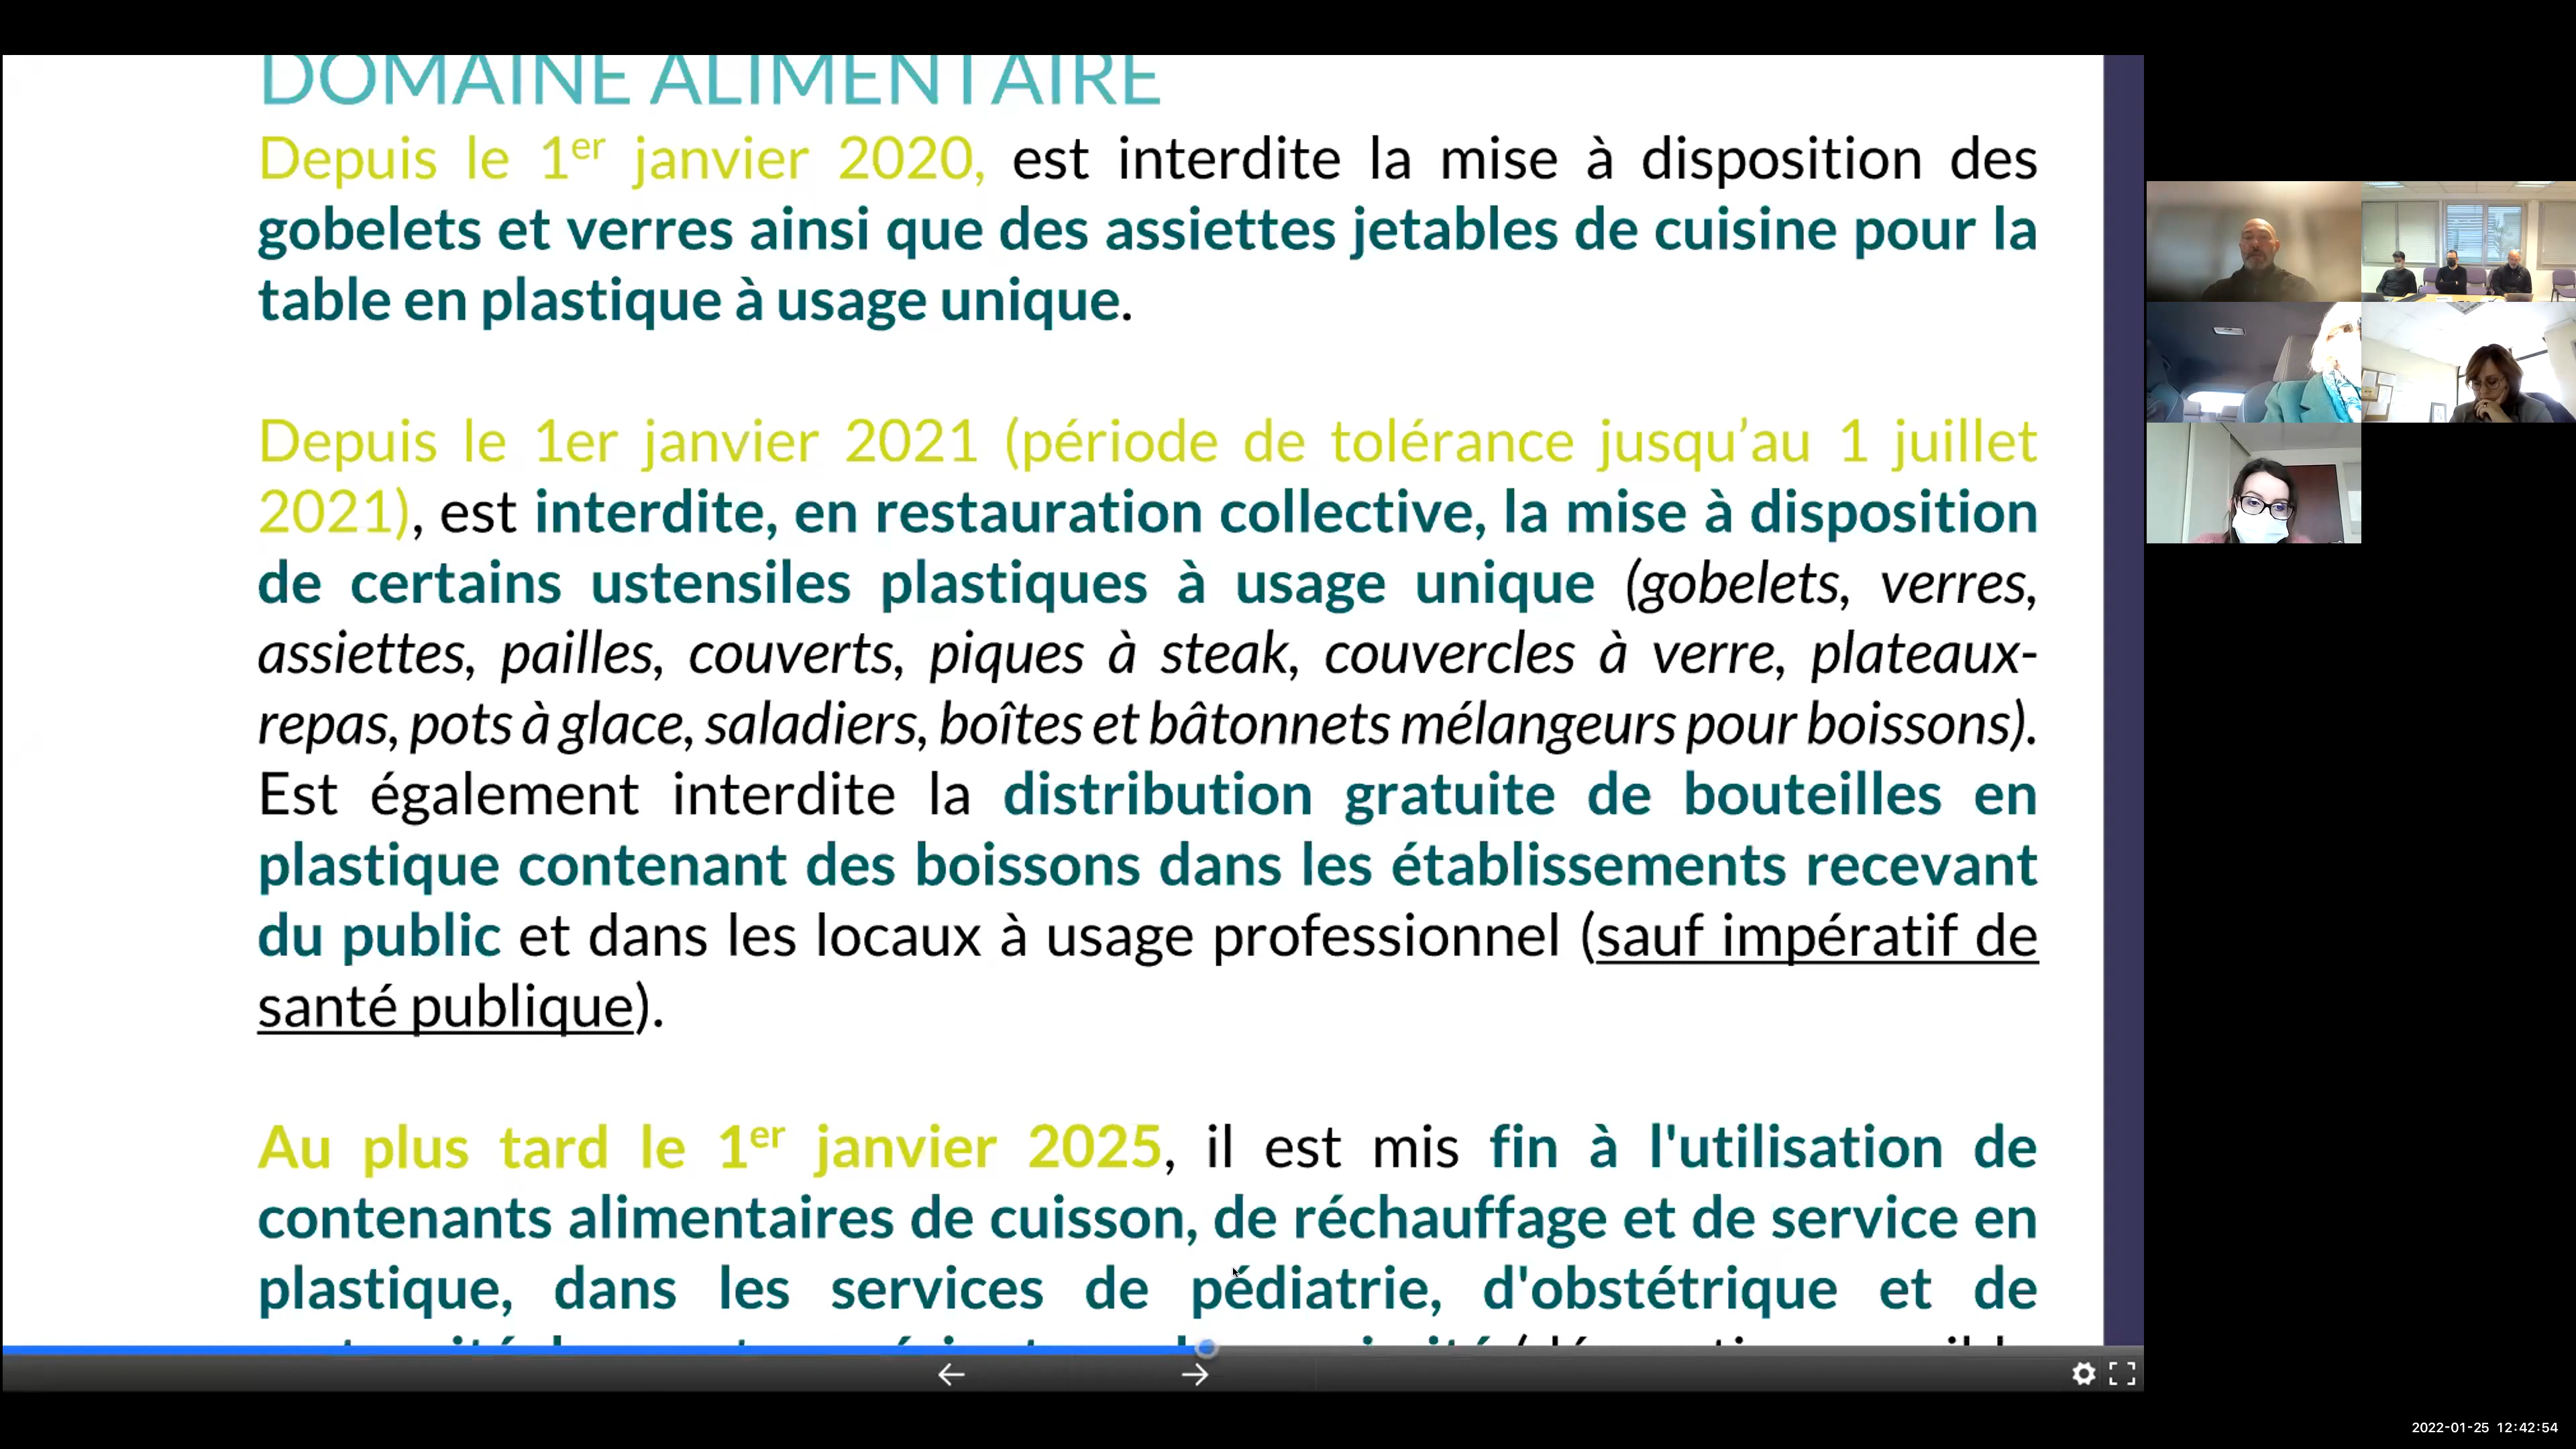 DOMAINE ALIMENTAIRE
Depuis le 1er janvier 2020, est interdite la mise à disposition des
gobelets et verres ainsi que des assiettes jetables de cuisine pour la
table en plastique à usage unique.
Depuis le 1er janvier 2021 (période de tolérance jusqu’au 1 juillet
2021), est interdite, en restauration collective, la mise à disposition
de certains ustensiles plastiques à usage unique (gobelets, verres,
assiettes, pailles, couverts, piques à steak, couvercles à verre, plateaux-
repas, pots à glace, saladiers, boîtes et bâtonnets mélangeurs pour boissons).
Est également interdite la distribution gratuite de bouteilles en
plastique contenant des boissons dans les établissements recevant
du public et dans les locaux à usage professionnel (sauf impératif de
santé publique).
Au plus tard le 1er janvier 2025, il est mis fin à l'utilisation de
contenants alimentaires de cuisson, de réchauffage et de service en
plastique, dans les services de pédiatrie, d'obstétrique et de
2022-01-25 12:42:54